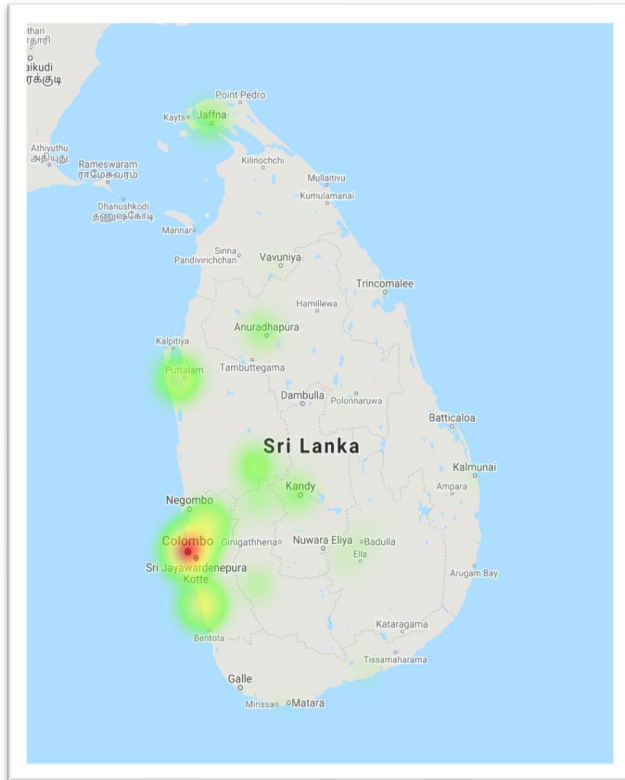 thari
தாரி
aikudi
ரக்குடி
Point Pedro
Kayts
Jaffna
Athiyuthu
அதியுது
Rameswaram
ராமேசுவரம்
Kilinochchi
Mullaitivu
Kumulamanai
Dhanushkodi
தனுஷ்கோடி
Mannar
Sinna
Pandivirichchan
Vavuniya
Trincomalee
Hamillewa
Anuradhapura
Kalpitiya
Puttalam
Tambuttegama
Dambulla
Polonnaruwa
Batticaloa
Sri Lanka
Kalmunai
Kandy
Ampara
Negombo
Colombo
Ginigathhena
Nuwara Eliya
Badulla
Ella
Sri Jayawardenepura
Kotte
Arugam Bay
Bentota
Kataragama
Tissamaharama
Galle
Mirissa
Matara